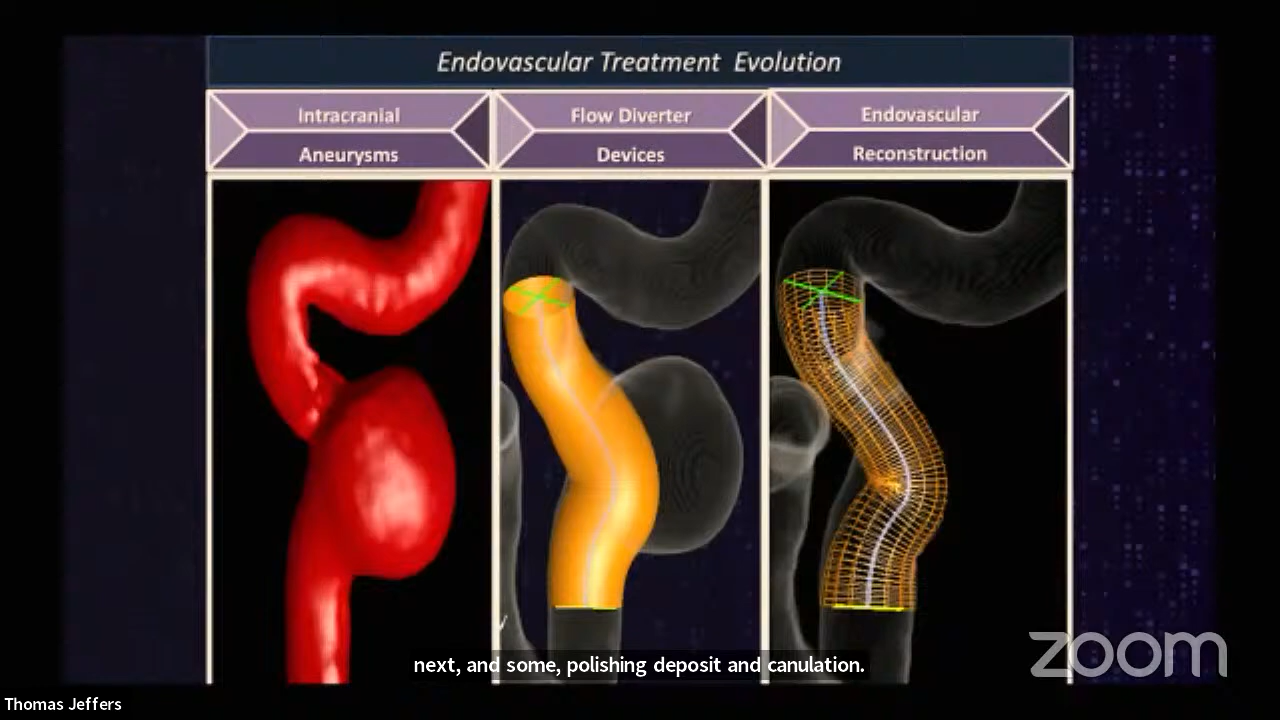 Endovascular Treatment Evolution
Intracranial
Aneurysms
Flow Diverter
Devices
Endovascular
Reconstruction
next, and some, polishing deposit and canulation.
zoom
Thomas Jeffers